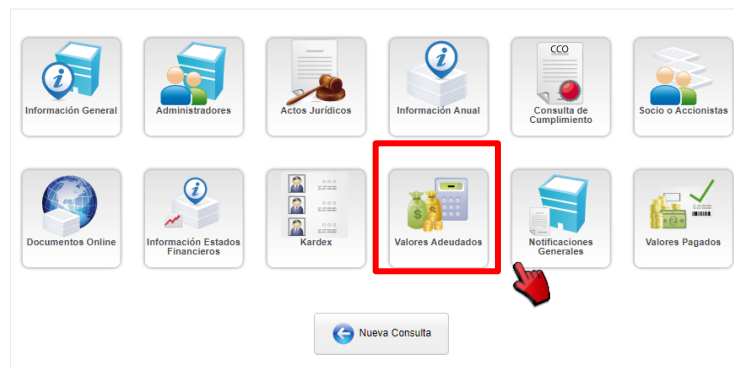 CCO
Información General
Administradores
Actos Jurídicos
Información Anual
Consulta de
Cumplimiento
Socio o Accionistas
Documentos Online
Información Estados
Financieros
Kardex
Valores Adeudados
Notificaciones
Generales
Valores Pagados
Nueva Consulta